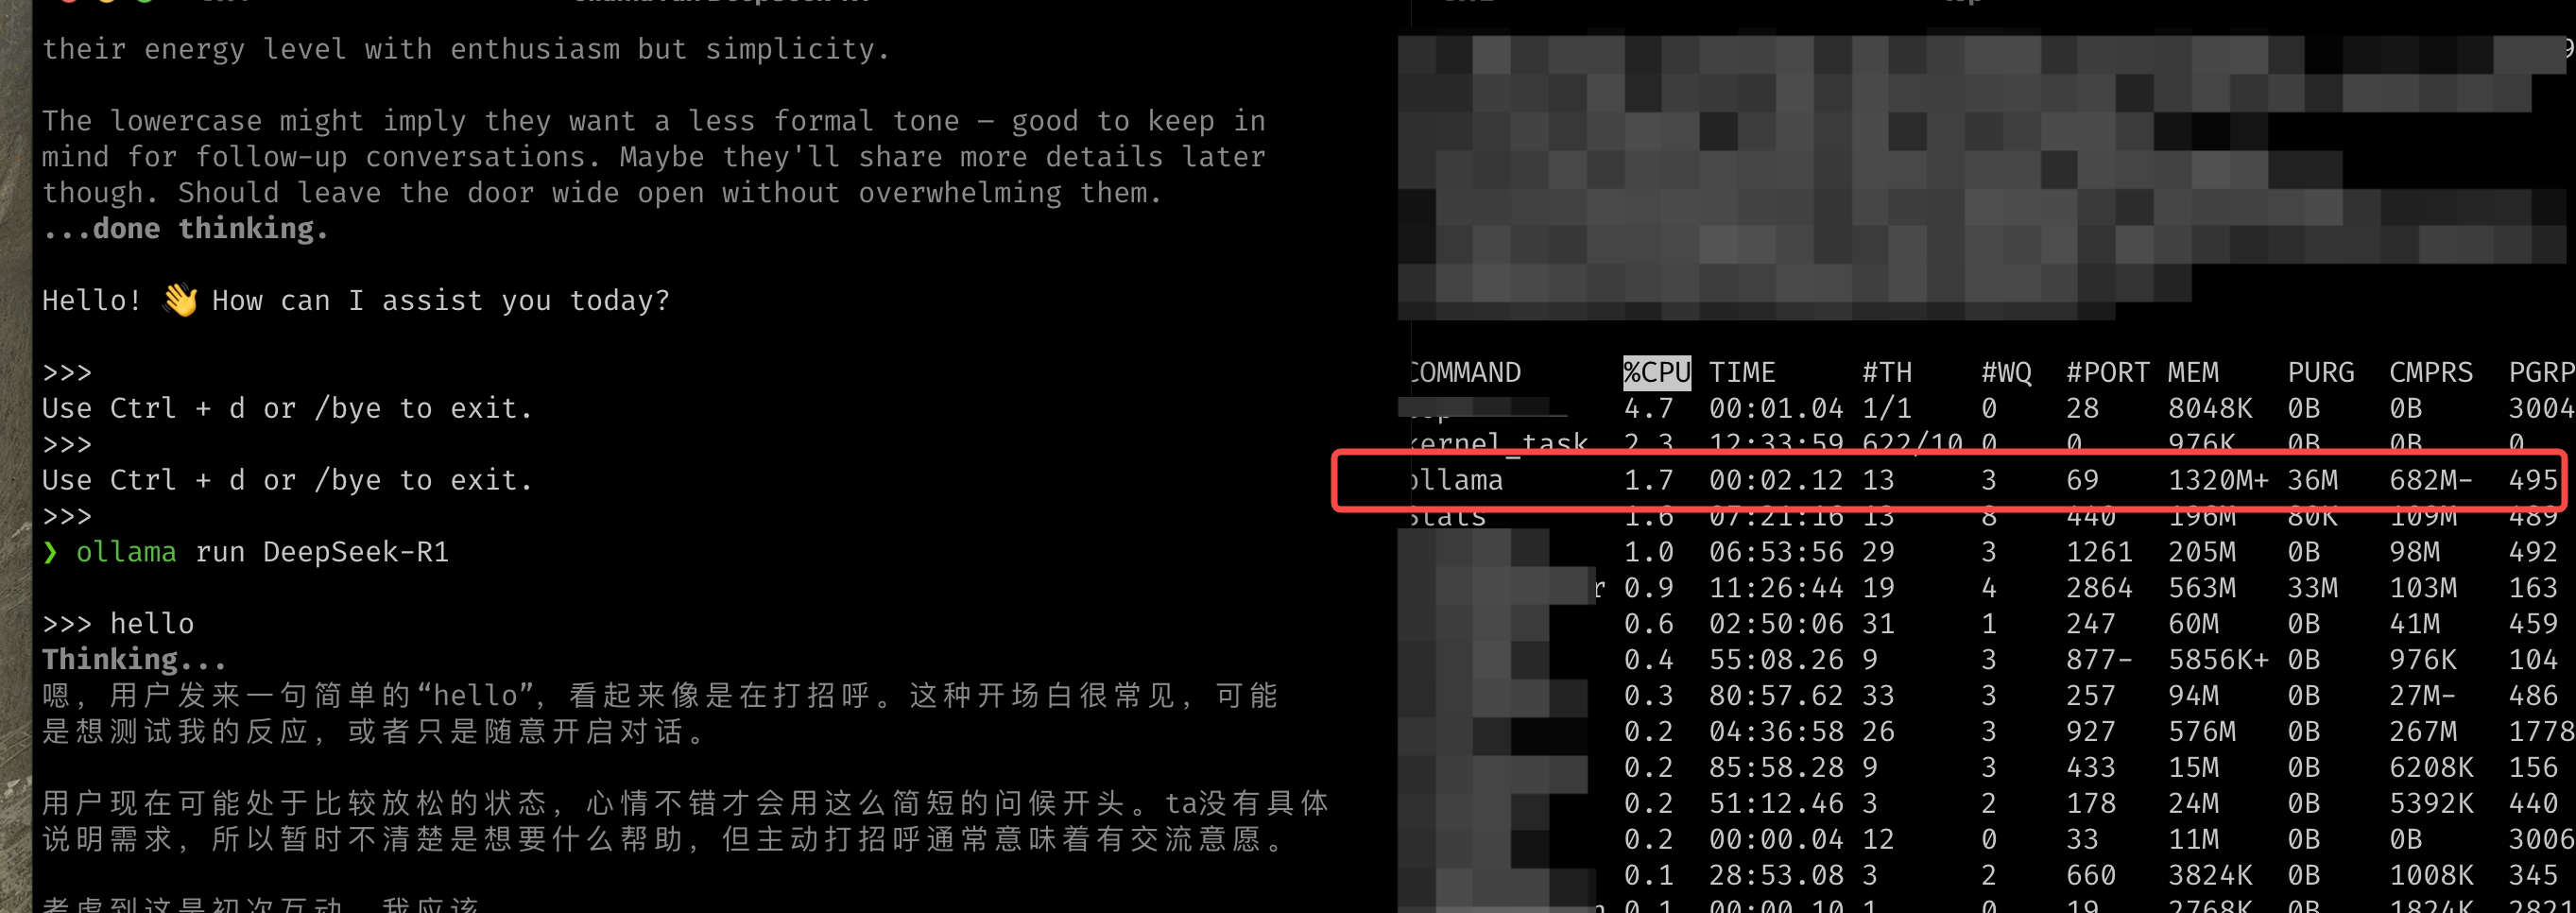 their energy level with enthusiasm but simplicity.
The lowercase might imply they want a less formal tone — good to keep in
mind for follow-up conversations. Maybe they'll share more details later
though. Should leave the door wide open without overwhelming them.
...done thinking.
Hello! 👋 How can I assist you today?
>>>
Use Ctrl + d or /bye to exit.
>>>
Use Ctrl + d or /bye to exit.
>>>
❯ ollama run DeepSeek-R1
>>> hello
Thinking...
嗯，用户发来一句简单的“hello”，看起来像是在打招呼。这种开场白很常见，可能
是想测试我的反应，或者只是随意开启对话。
用户现在可能处于比较放松的状态，心情不错才会用这么简短的问候开头。ta没有具体
说明需求，所以暂时不清楚是想要什么帮助，但主动打招呼通常意味着有交流意愿。
考虑到这是初次互动，我应该
COMMAND %CPU TIME #TH #WQ #PORT MEM PURG CMPRS PGRP
4.7 00:01.04 1/1 0 28 8048K 0B 0B 3004
kernel_task 2.3 12:33:59 622/10 0 0 976K 0B 0B 0
ollama 1.7 00:02.12 13 3 69 1320M+ 36M 682M- 495
Stats 1.6 07:21:16 13 8 440 196M 80K 109M 489
1.0 06:53:56 29 3 1261 205M 0B 98M 492
r 0.9 11:26:44 19 4 2864 563M 33M 103M 163
0.6 02:50:06 31 1 247 60M 0B 41M 459
0.4 55:08.26 9 3 877- 5856K+ 0B 976K 104
0.3 80:57.62 33 3 257 94M 0B 27M- 486
0.2 04:36:58 26 3 927 576M 0B 267M 1778
0.2 85:58.28 9 3 433 15M 0B 6208K 156
0.2 51:12.46 3 2 178 24M 0B 5392K 440
0.2 00:00.04 12 0 33 11M 0B 0B 3006
0.1 28:53.08 3 2 660 3824K 0B 1008K 345
0.1 00:00.10 1 0 19 2768K 0B 1824K 2821